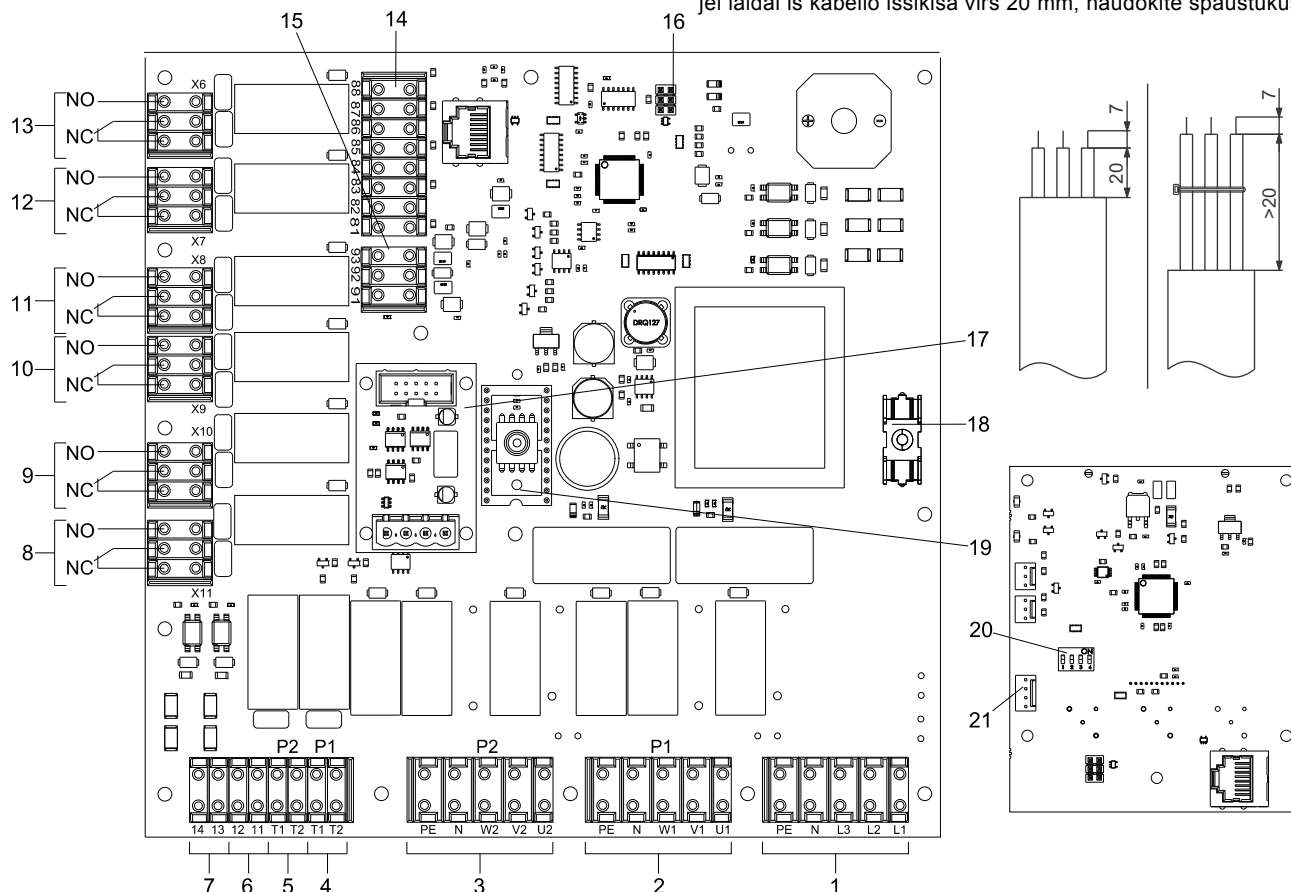 jei laidai iš kabelio išsikiša virš 20 mm, naudokite spaustukus
15 14 16
X6
13 NO
NC
12 NO
NC
X7
X8
11 NO
NC
10 NO
NC
X9
X10
9 NO
NC
8 NO
NC
X11
88
87
86
85
84
83
82
81
93
92
91
DRQ127
17
18
19
7
20
7
>20
20
ON
1 2 3 4
21
P2 P1
14 13 12 11 T1 T2 T1 T2
7 6 5 4
P2
PE N W2 V2 U2
3
P1
PE N W1 V1 U1
2
PE N L3 L2 L1
1